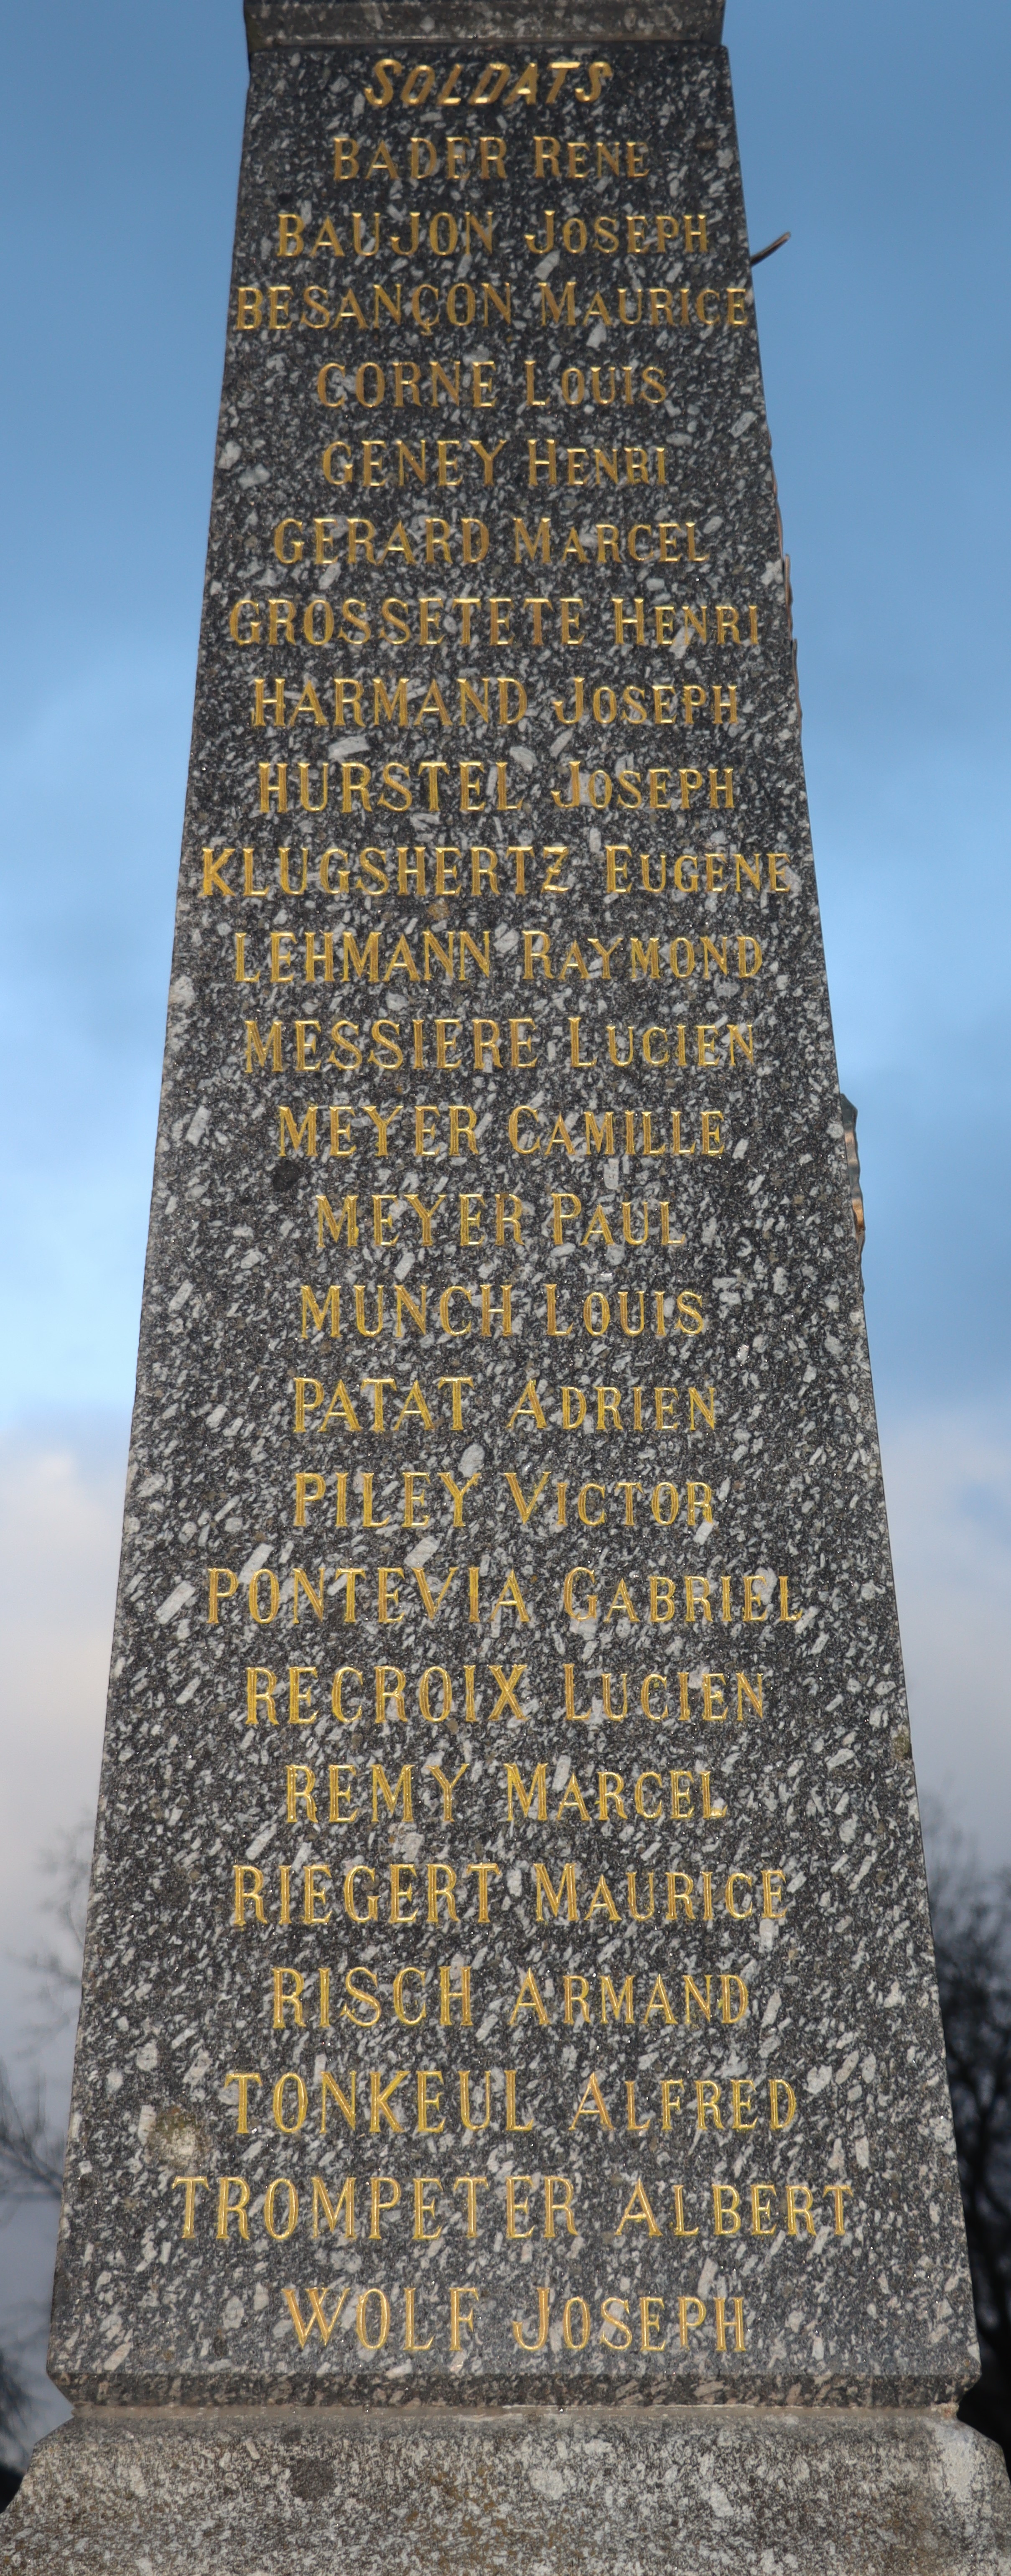 SOLDATS
BADER RENE
BAUJON JOSEPH
BESANÇON MAURICE
CORNE LOUIS
GENEY HENRI
GERARD MARCEL
GROSSETETE HENRI
HARMAND JOSEPH
HURSTEL JOSEPH
KLUGSHERTZ EUGENE
LEHMANN RAYMOND
MESSIERE LUCIEN
MEYER CAMILLE
MEYER PAUL
MUNCH LOUIS
PATAT ADRIEN
PILEY VICTOR
PONTEVIA GABRIEL
RECROIX LUCIEN
REMY MARCEL
RIEGERT MAURICE
RISCH ARMAND
TONKEUL ALFRED
TROMPETER ALBERT
WOLF JOSEPH